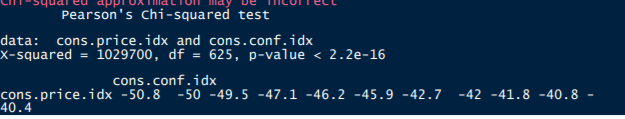 Chi-squared approximation may be incorrect
Pearson's Chi-squared test
data:  cons.price.idx and cons.conf.idx
X-squared = 1029700, df = 625, p-value < 2.2e-16
cons.conf.idx
cons.price.idx -50.8  -50 -49.5 -47.1 -46.2 -45.9 -42.7  -42 -41.8 -40.8 -
40.4